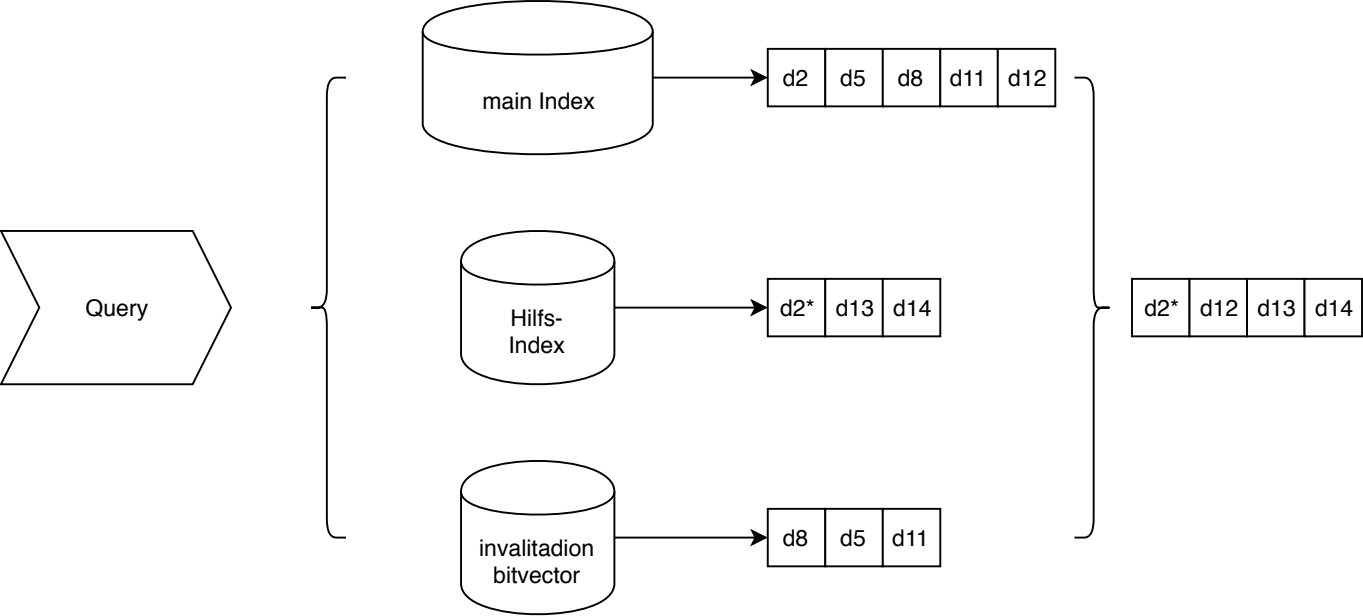 main Index
d2 d5 d8 d11 d12
Query
Hilfs-
Index
d2* d13 d14
d2* d12 d13 d14
invalitadion
bitvector
d8 d5 d11